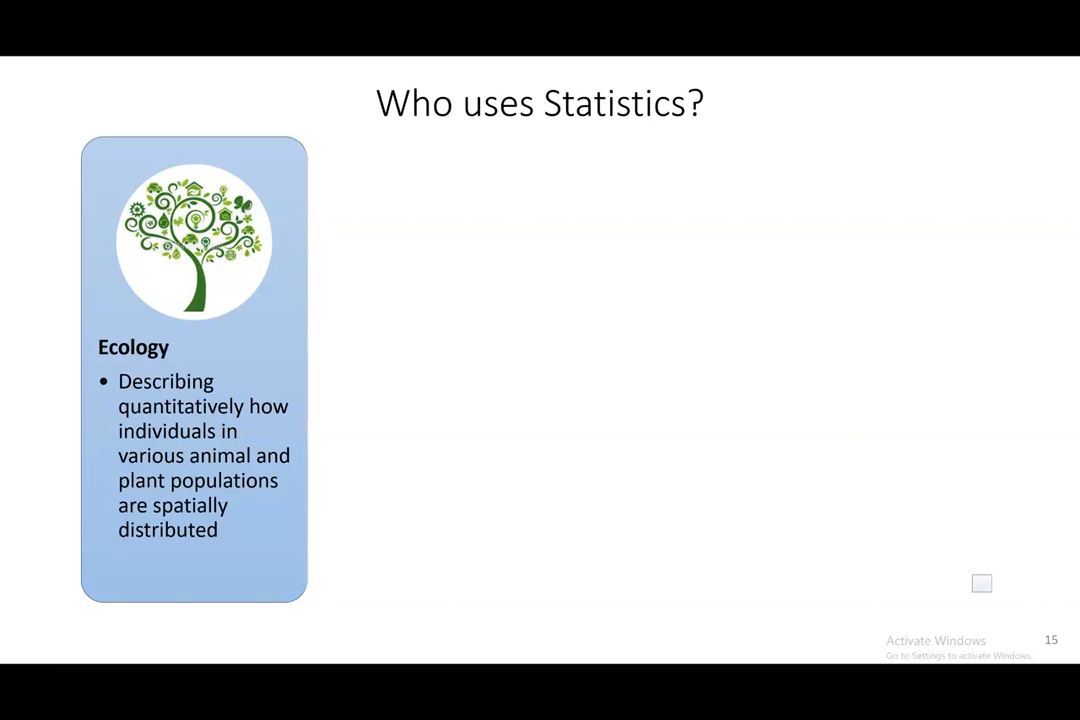 Who uses Statistics?
Ecology
• Describing
quantitatively how
individuals in
various animal and
plant populations
are spatially
distributed
Activate Windows
Go to Settings to activate Windows.
15